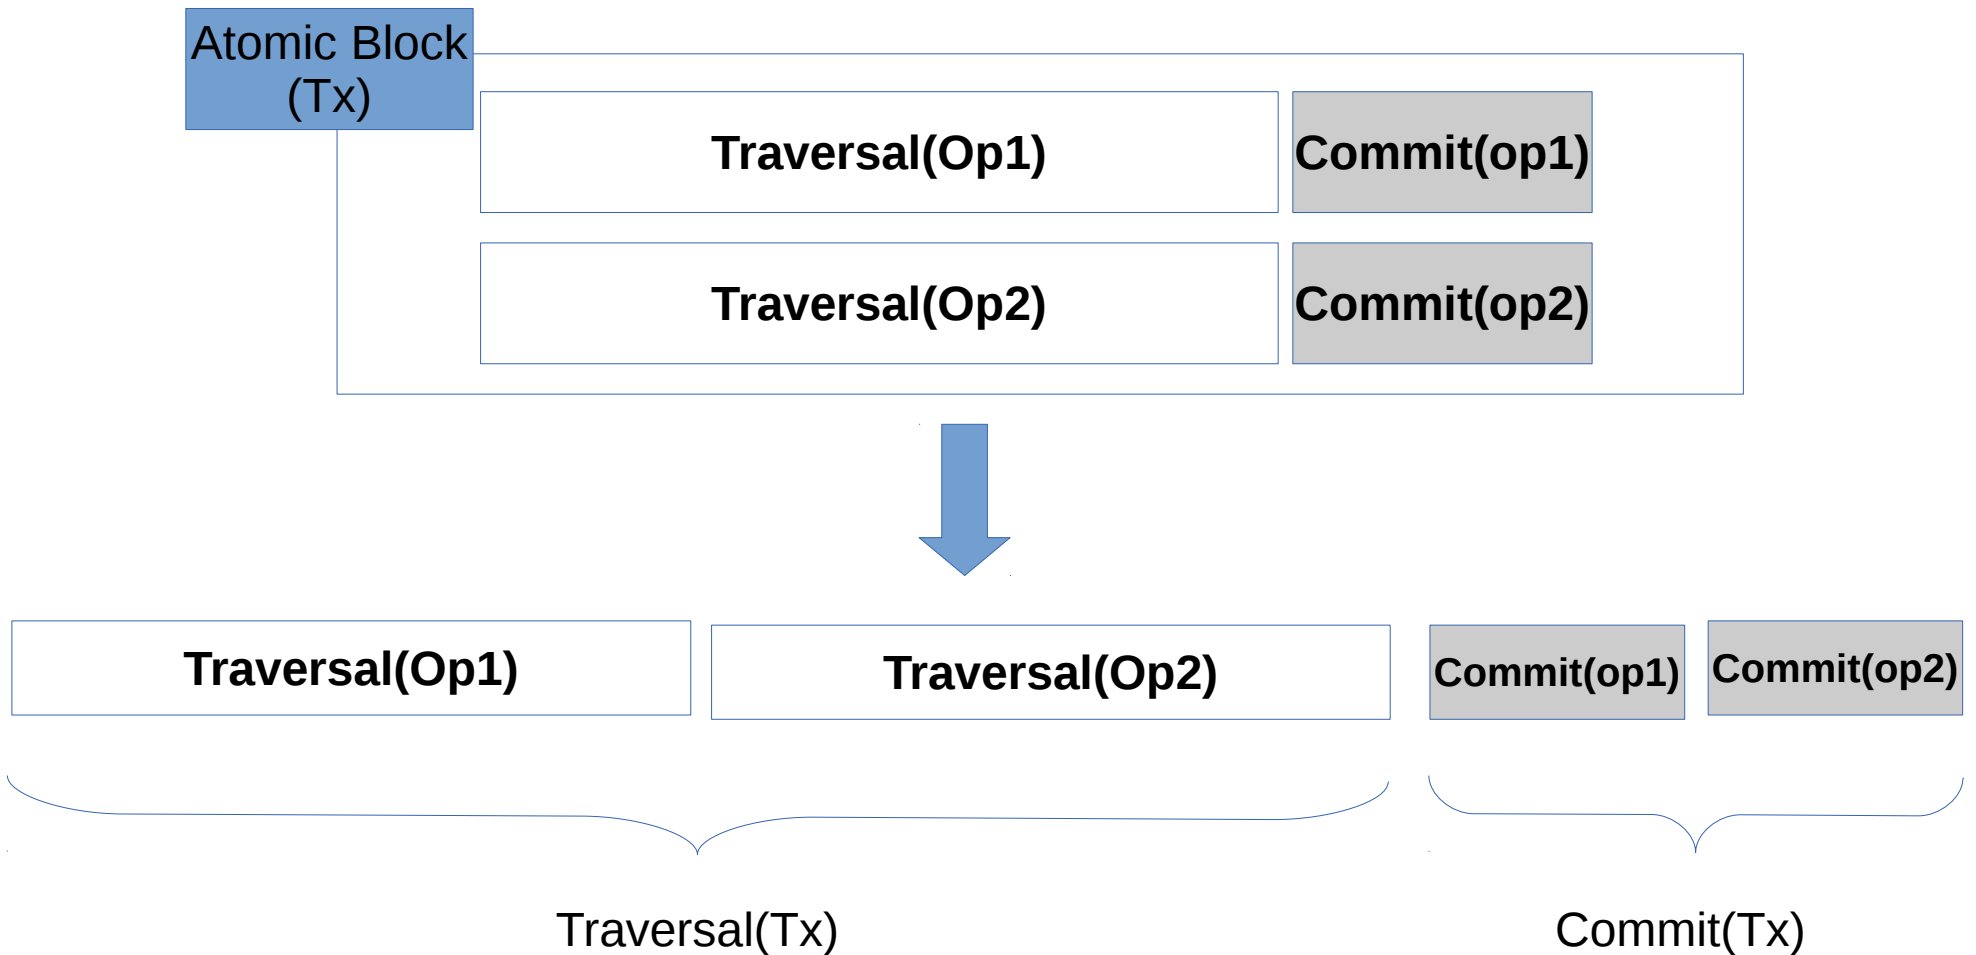 Atomic Block
(Tx)
Traversal(Op1)
Commit(op1)
Traversal(Op2)
Commit(op2)
Traversal(Op1)
Traversal(Op2)
Commit(op1)
Commit(op2)
Traversal(Tx)
Commit(Tx)